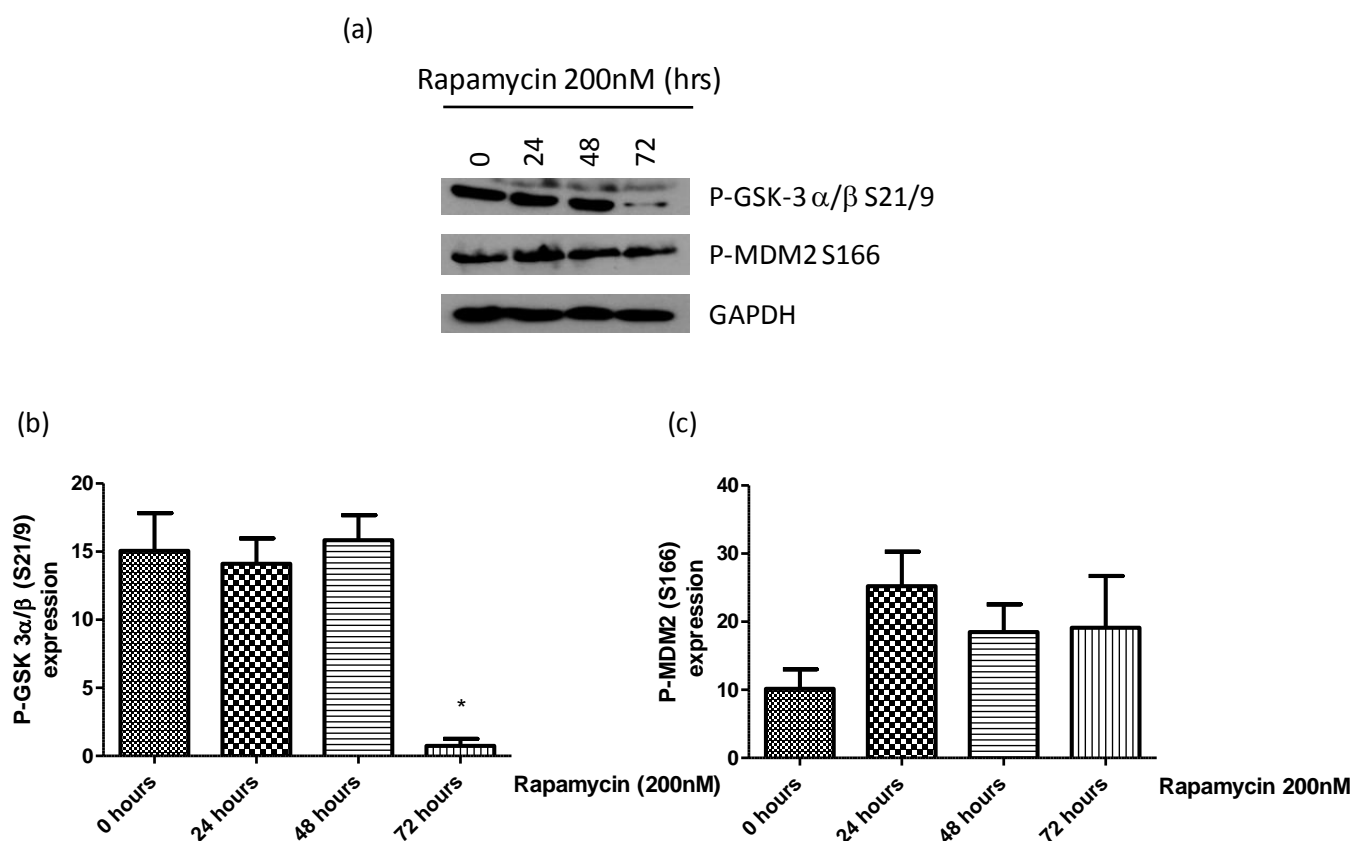 (a)
Rapamycin 200nM (hrs)
0 24 48 72
P-GSK-3 α/β S21/9
P-MDM2 S166
GAPDH
(b)
P-GSK 3α/β (S21/9)
expression
20
15
10
5
0
*
0 hours 24 hours 48 hours 72 hours
Rapamycin (200nM)
(c)
P-MDM2 (S166)
expression
40
30
20
10
0
0 hours 24 hours 48 hours 72 hours
Rapamycin 200nM